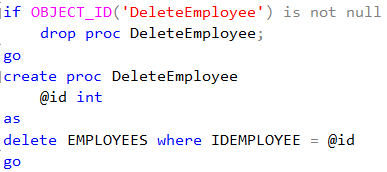 if OBJECT_ID('DeleteEmployee') is not null
    drop proc DeleteEmployee;
go
create proc DeleteEmployee
    @id int
as
delete EMPLOYEES where IDEMPLOYEE = @id
go